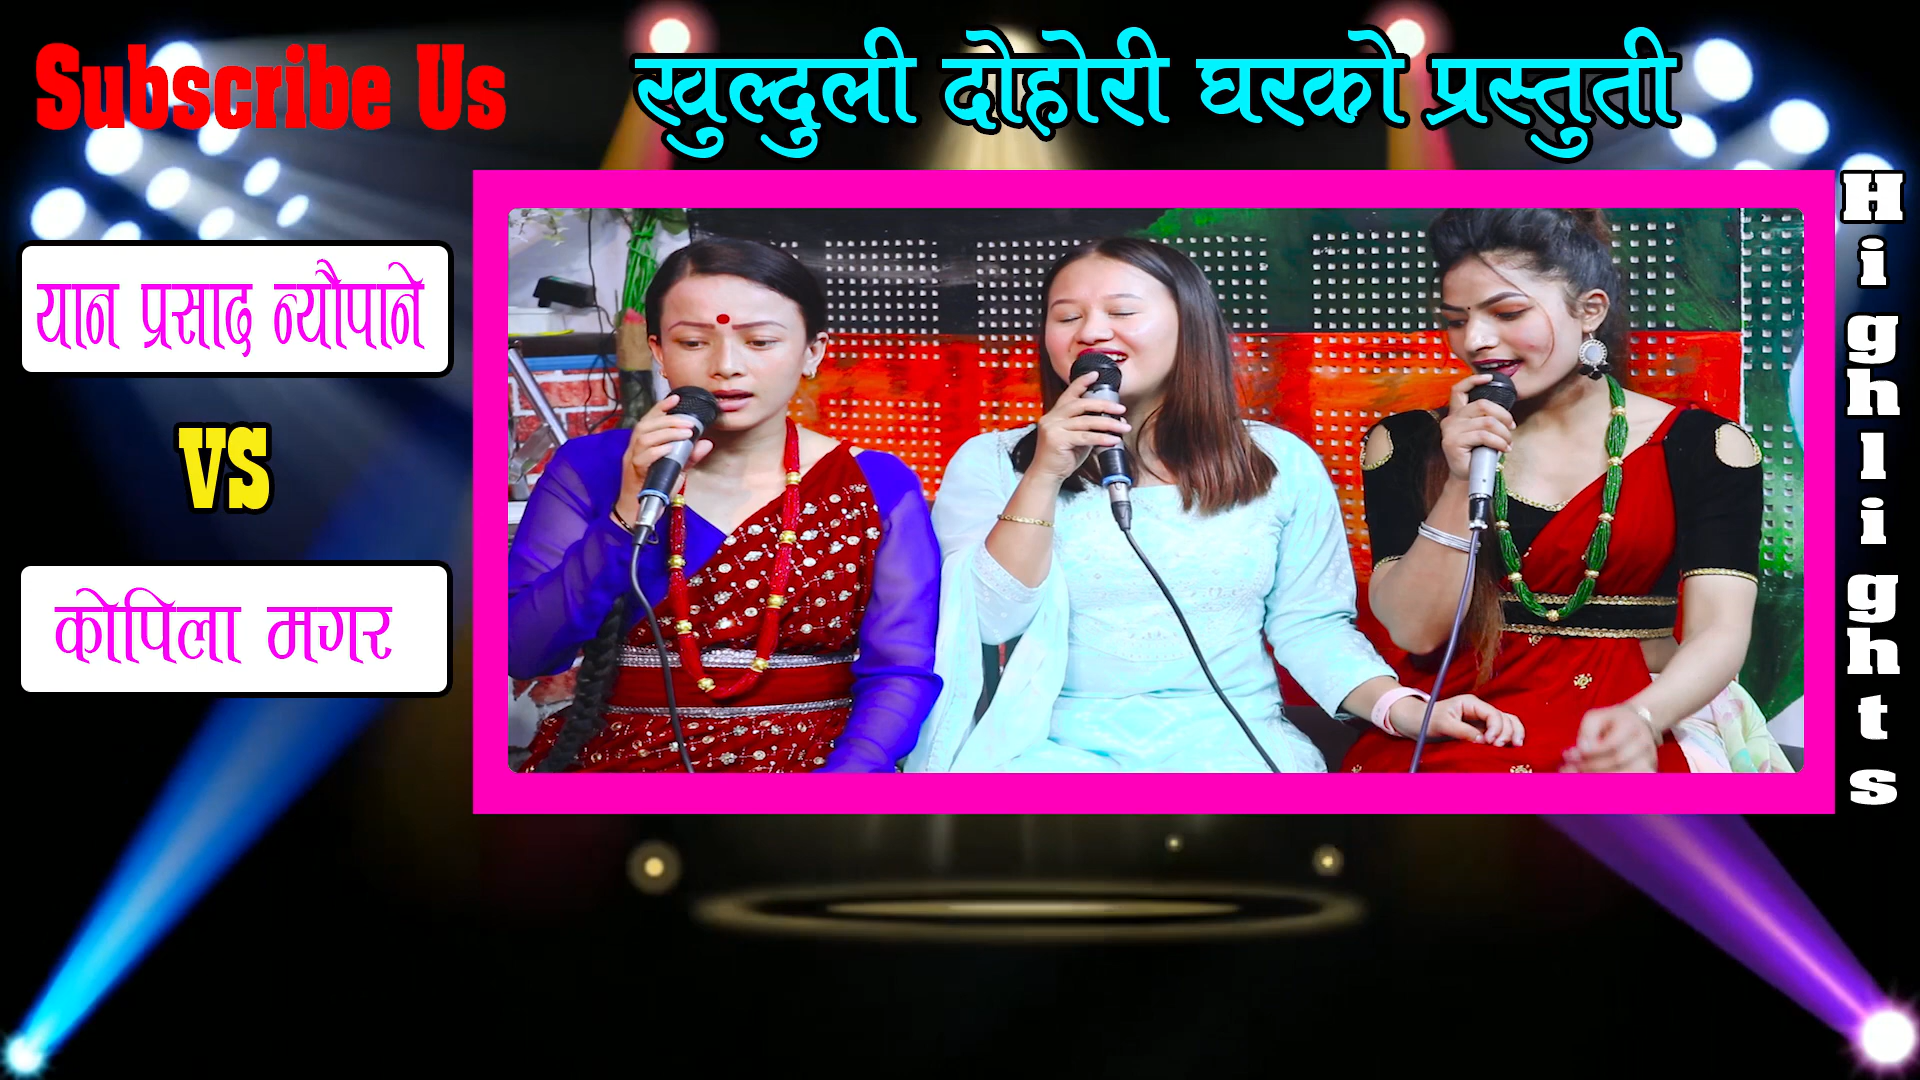 Subscribe Us
खुल्दुली दोहोरी घरको प्रस्तुती
यान प्रसाद न्यौपाने
VS
कोपिला मगर
Highlights